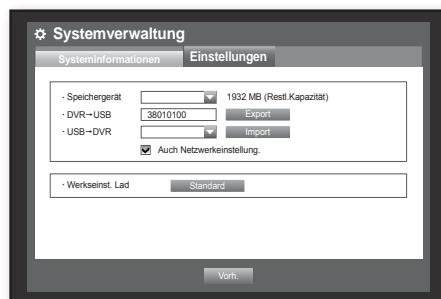 Systemverwaltung
Systeminformationen Einstellungen
· Speichergerät 1932 MB (Restl.Kapazität)
· DVR→USB 38010100 Export
· USB→DVR Import
Auch Netzwerkeinstellung.
· Werkseinst. Lad Standard
Vorh.